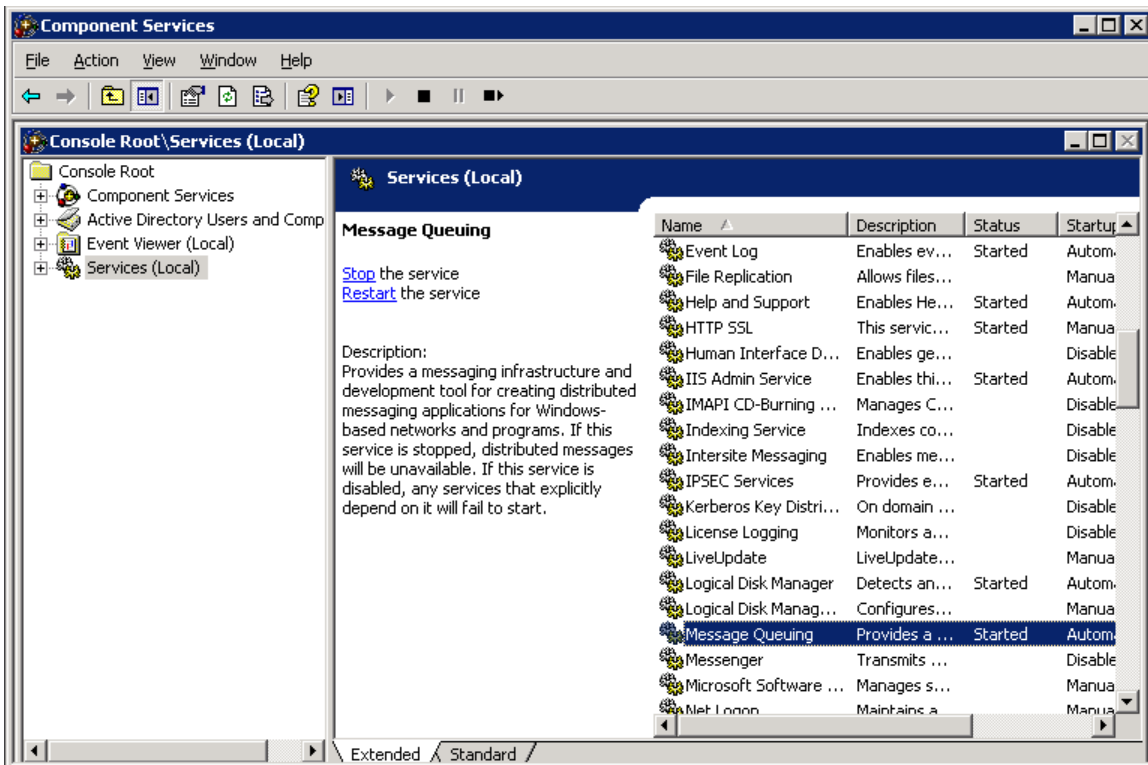 Component Services
File Action View Window Help
Console Root\Services (Local)
Console Root
Component Services
Active Directory Users and Comp
Event Viewer (Local)
Services (Local)
Services (Local)
Message Queuing
Stop the service
Restart the service
Description:
Provides a messaging infrastructure and
development tool for creating distributed
messaging applications for Windows-
based networks and programs. If this
service is stopped, distributed messages
will be unavailable. If this service is
disabled, any services that explicitly
depend on it will fail to start.
Name Description Status Startup
Event Log Enables ev... Started Autom
File Replication Allows files... Manua
Help and Support Enables He... Started Autom
HTTP SSL This servic... Started Manua
Human Interface D... Enables ge... Disable
IIS Admin Service Enables thi... Started Autom
IMAPI CD-Burning ... Manages C... Disable
Indexing Service Indexes co... Disable
Intersite Messaging Enables me... Disable
IPSEC Services Provides e... Started Autom
Kerberos Key Distri... On domain ... Disable
License Logging Monitors a... Disable
LiveUpdate LiveUpdate... Manua
Logical Disk Manager Detects an... Started Autom
Logical Disk Manag... Configures... Manua
Message Queuing Provides a ... Started Autom
Messenger Transmits ... Disable
Microsoft Software ... Manages s... Manua
Net Logon Maintains a Manua
Extended Standard